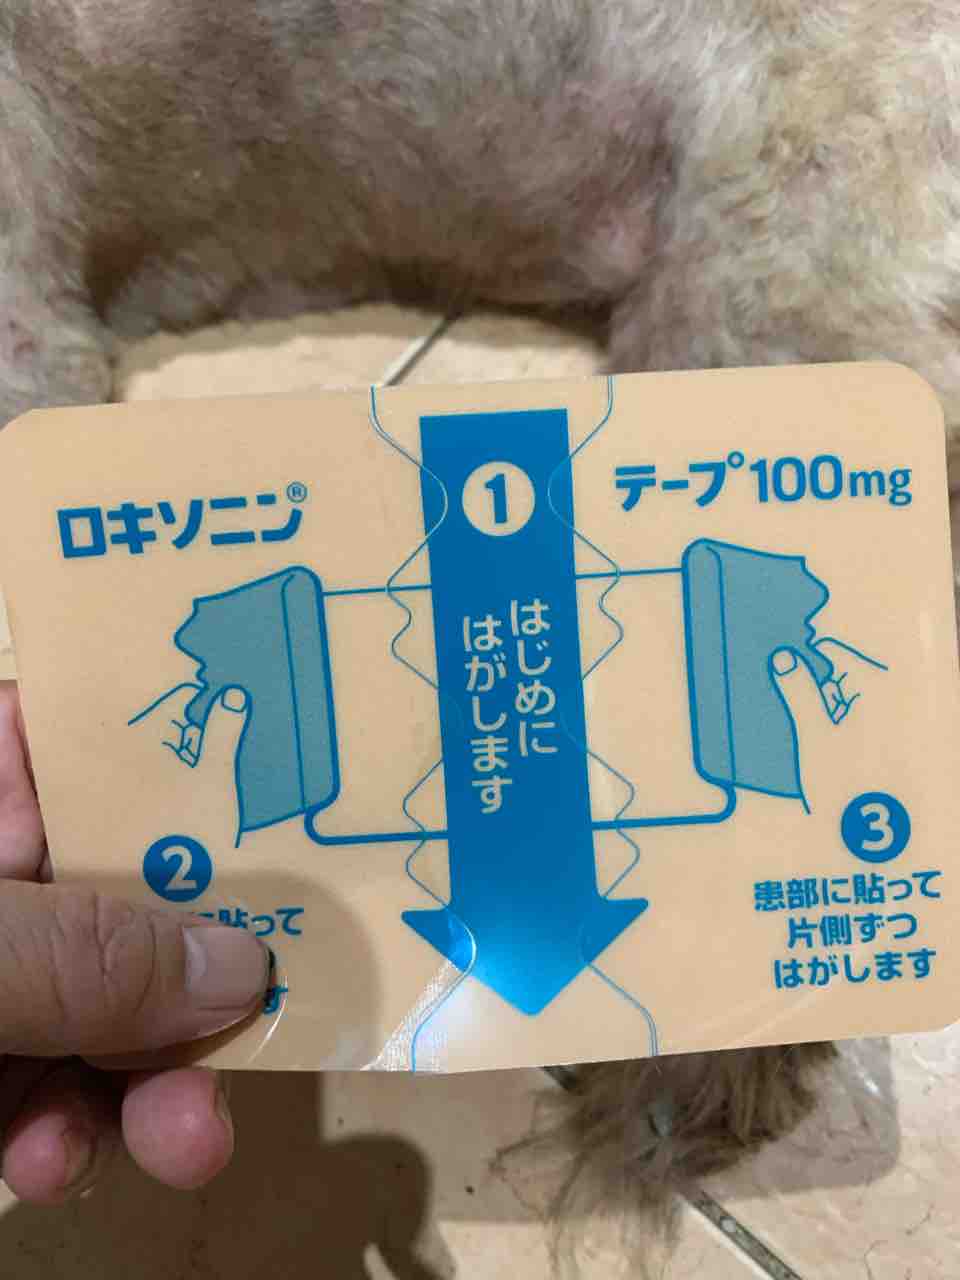 ロキソニン®
テープ100mg
1
はじめに
はがします
2
に貼って
す
3
患部に貼って
片側ずつ
はがします